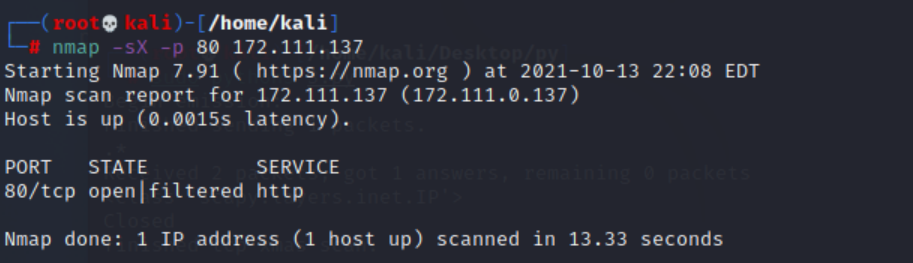 ┌──(root💀kali)-[/home/kali]
└─# nmap -sX -p 80 172.111.137
Starting Nmap 7.91 ( https://nmap.org ) at 2021-10-13 22:08 EDT
Nmap scan report for 172.111.137 (172.111.0.137)
Host is up (0.0015s latency).

PORT   STATE         SERVICE
80/tcp open|filtered http

Nmap done: 1 IP address (1 host up) scanned in 13.33 seconds